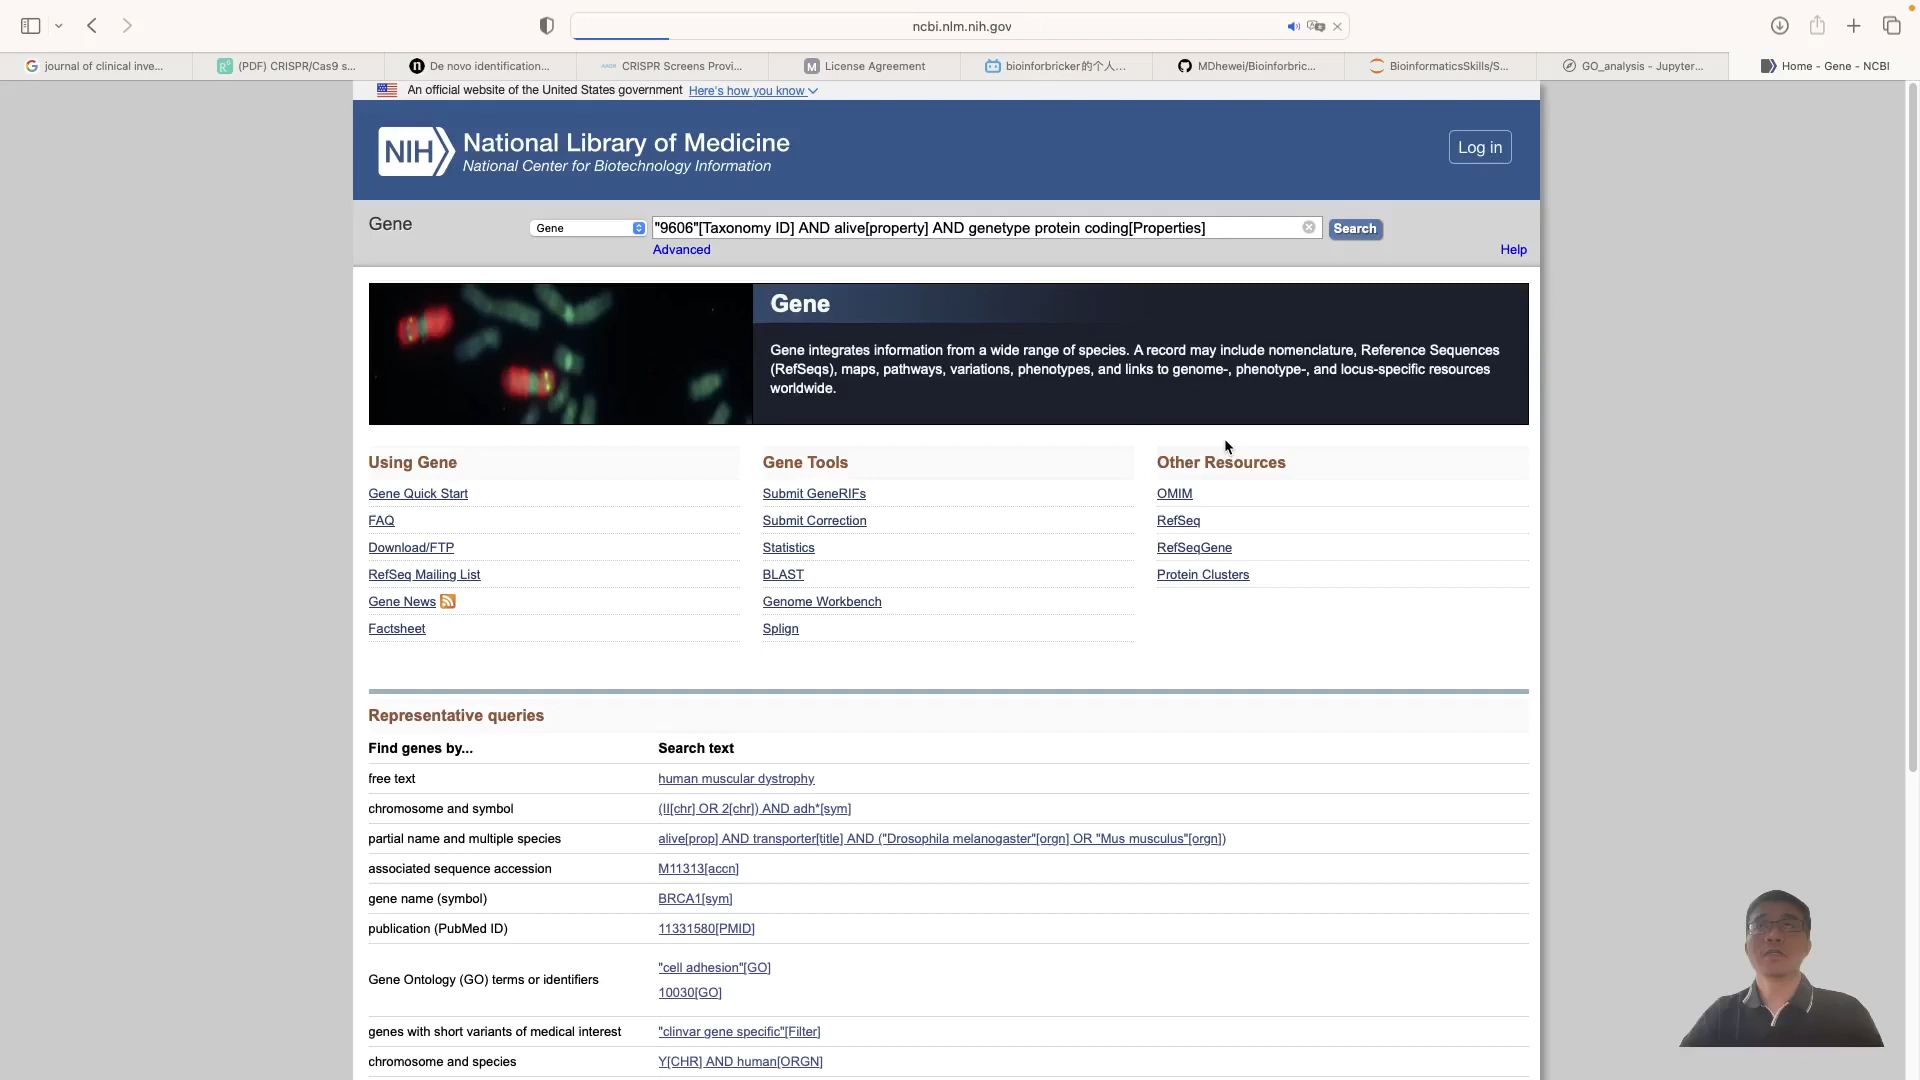 ncbi.nlm.nih.gov
journal of clinical inve...
(PDF) CRISPR/Cas9 s...
De novo identification...
CRISPR Screens Provi...
License Agreement
bioinforbricker的个人...
MDhewei/Bioinforbric...
BioinformaticsSkills/S...
GO_analysis - Jupyter...
Home - Gene - NCBI
An official website of the United States government Here's how you know
NIH
National Library of Medicine
National Center for Biotechnology Information
Log in
Gene
Gene
"9606"[Taxonomy ID] AND alive[property] AND genetype protein coding[Properties]
Search
Advanced
Help
Gene
Gene integrates information from a wide range of species. A record may include nomenclature, Reference Sequences
(RefSeqs), maps, pathways, variations, phenotypes, and links to genome-, phenotype-, and locus-specific resources
worldwide.
Using Gene
Gene Quick Start
FAQ
Download/FTP
RefSeq Mailing List
Gene News
Factsheet
Gene Tools
Submit GeneRIFs
Submit Correction
Statistics
BLAST
Genome Workbench
Splign
Other Resources
OMIM
RefSeq
RefSeqGene
Protein Clusters
Representative queries
Find genes by... Search text
free text human muscular dystrophy
chromosome and symbol (II[chr] OR 2[chr]) AND adh*[sym]
partial name and multiple species alive[prop] AND transporter[title] AND ("Drosophila melanogaster"[orgn] OR "Mus musculus"[orgn])
associated sequence accession M11313[accn]
gene name (symbol) BRCA1[sym]
publication (PubMed ID) 11331580[PMID]
Gene Ontology (GO) terms or identifiers "cell adhesion"[GO]
10030[GO]
genes with short variants of medical interest "clinvar gene specific"[Filter]
chromosome and species Y[CHR] AND human[ORGN]